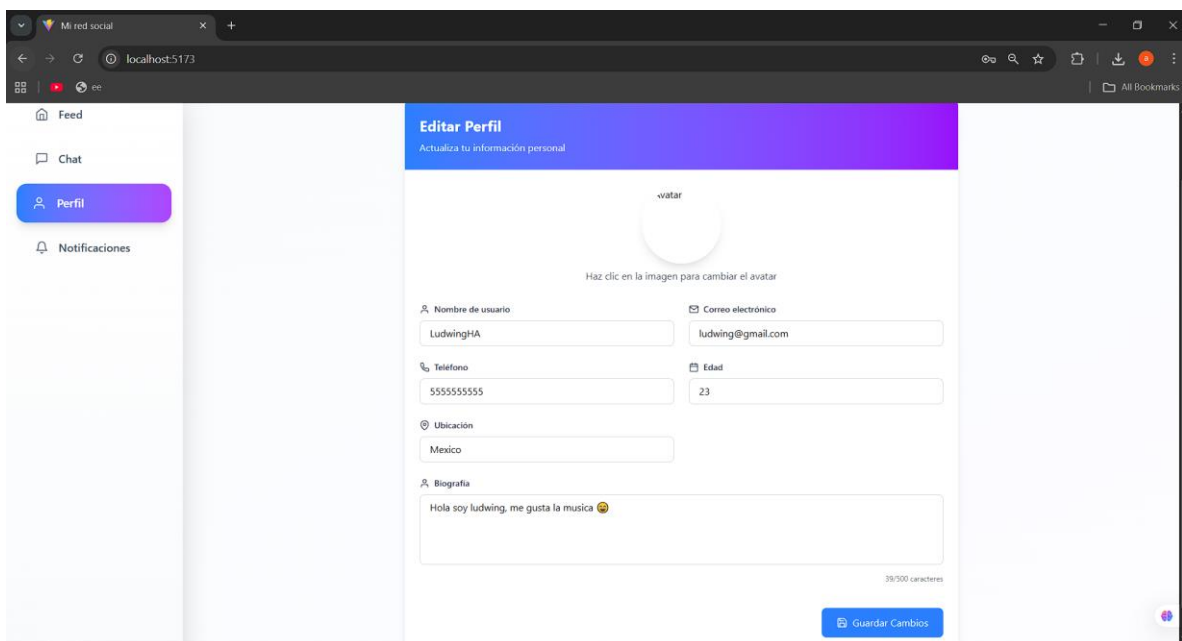 Mi red social
localhost:5173
ee
All Bookmarks
Feed
Chat
Perfil
Notificaciones
Editar Perfil
Actualiza tu información personal
vatar
Haz clic en la imagen para cambiar el avatar
Nombre de usuario
LudwingHA
Correo electrónico
ludwing@gmail.com
Teléfono
5555555555
Edad
23
Ubicación
Mexico
Biografía
Hola soy ludwing, me gusta la musica 😄
39/500 caracteres
Guardar Cambios